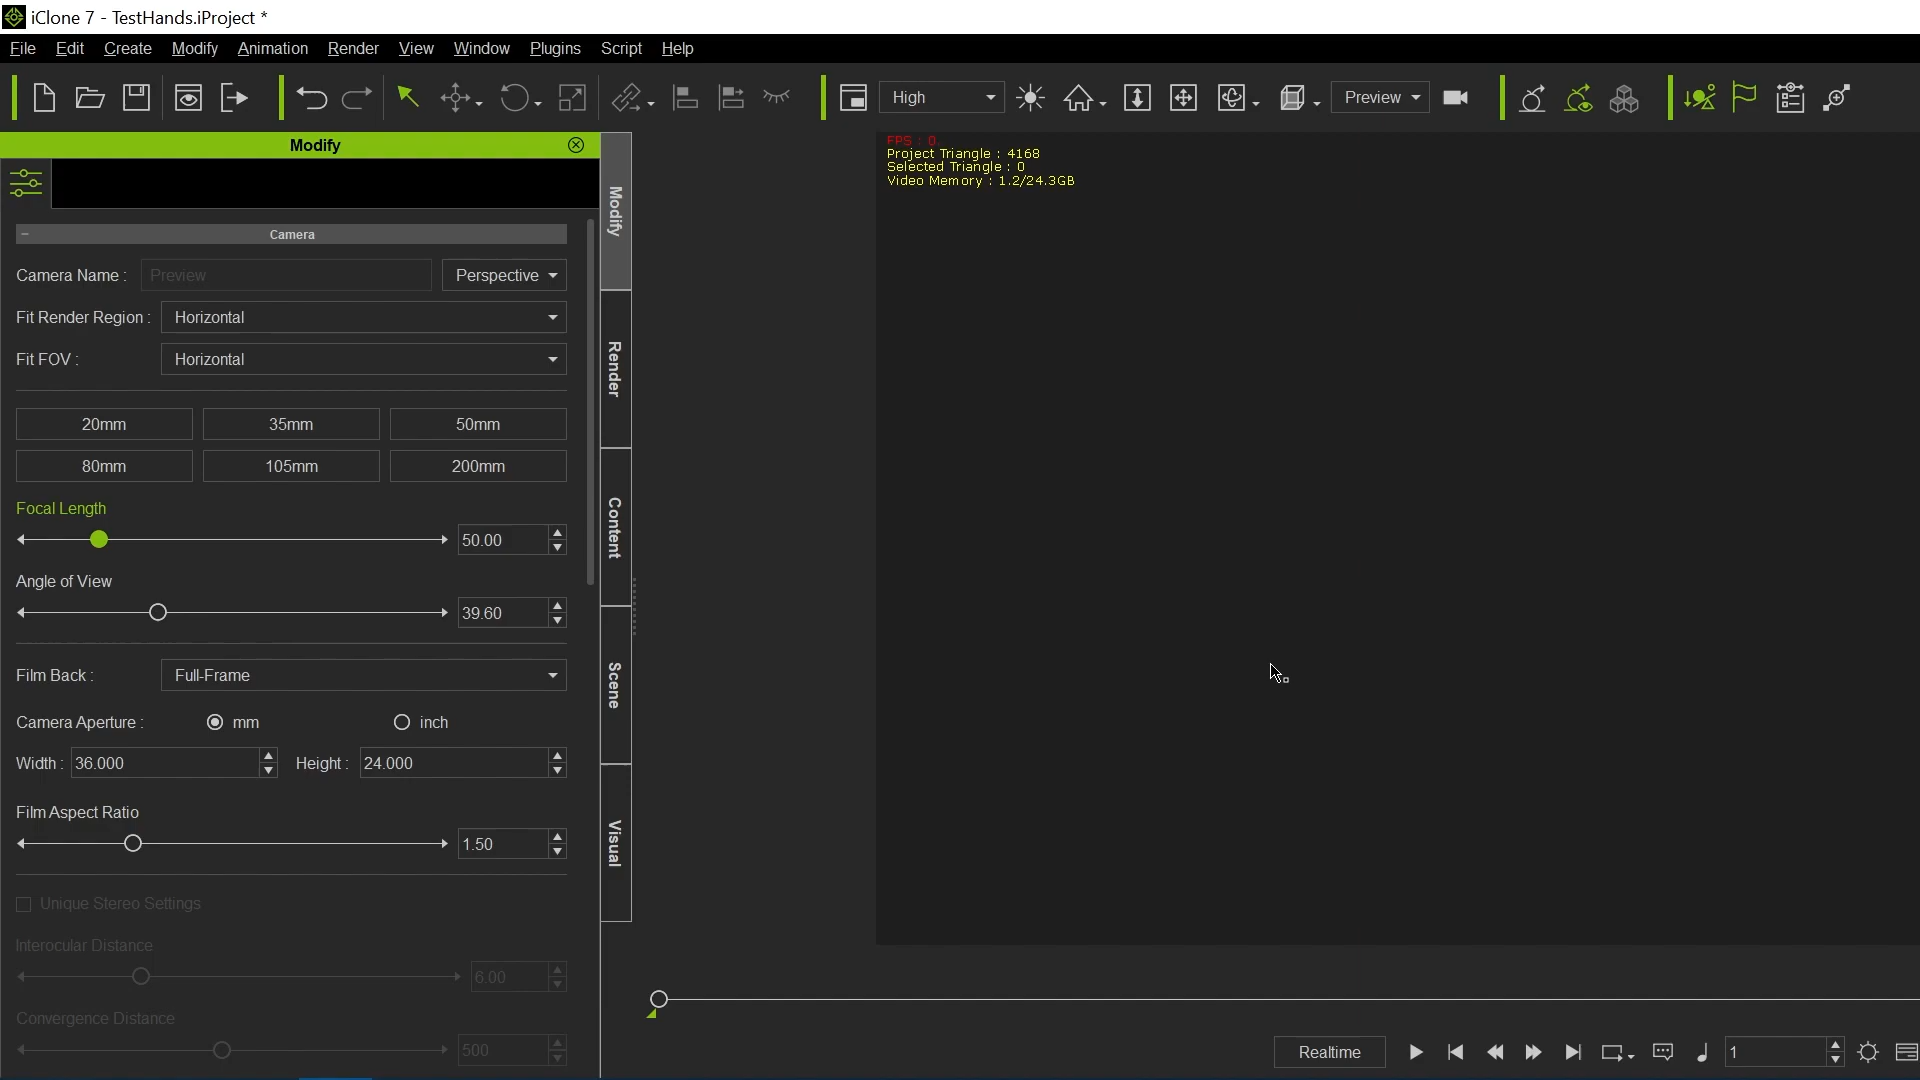 iClone 7 - TestHands.iProject *
File Edit Create Modify Animation Render View Window Plugins Script Help
High Preview
Modify
Camera
Camera Name : Preview Perspective
Fit Render Region : Horizontal
Fit FOV : Horizontal
20mm 35mm 50mm
80mm 105mm 200mm
Focal Length
50.00
Angle of View
39.60
Film Back : Full-Frame
Camera Aperture : mm inch
Width : 36.000 Height : 24.000
Film Aspect Ratio
1.50
Unique Stereo Settings
Interocular Distance
6.00
Convergence Distance
500
Modify
Render
Content
Scene
Visual
FPS : 0
Project Triangle : 4168
Selected Triangle : 0
Video Memory : 1.2/24.3GB
Realtime 1